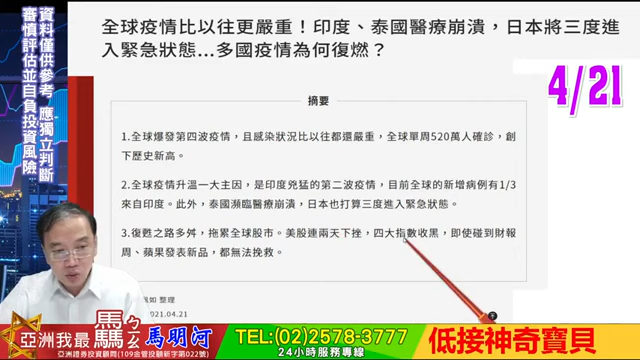 資料僅供參考 應獨立判斷
審慎評估並自負投資風險
全球疫情比以往更嚴重！印度、泰國醫療崩潰，日本將三度進
入緊急狀態...多國疫情為何復燃？
4/21
摘要
1.全球爆發第四波疫情，且感染狀況比以往都還嚴重，全球單周520萬人確診，創
下歷史新高。
2.全球疫情升溫一大主因，是印度兇猛的第二波疫情，目前全球的新增病例有1/3
來自印度。此外，泰國瀕臨醫療崩潰，日本也打算三度進入緊急狀態。
3.復甦之路多舛，拖累全球股市。美股連兩天下挫，四大指數收黑，即使碰到財報
周、蘋果發表新品，都無法挽救。
如 整理
2021.04.21
亞洲我最驫ㄅㄧㄠ 馬明河
亞洲證券投資顧問(109金管投顧新字第022號)
TEL:(02)2578-3777
24小時服務專線
低接神奇寶貝